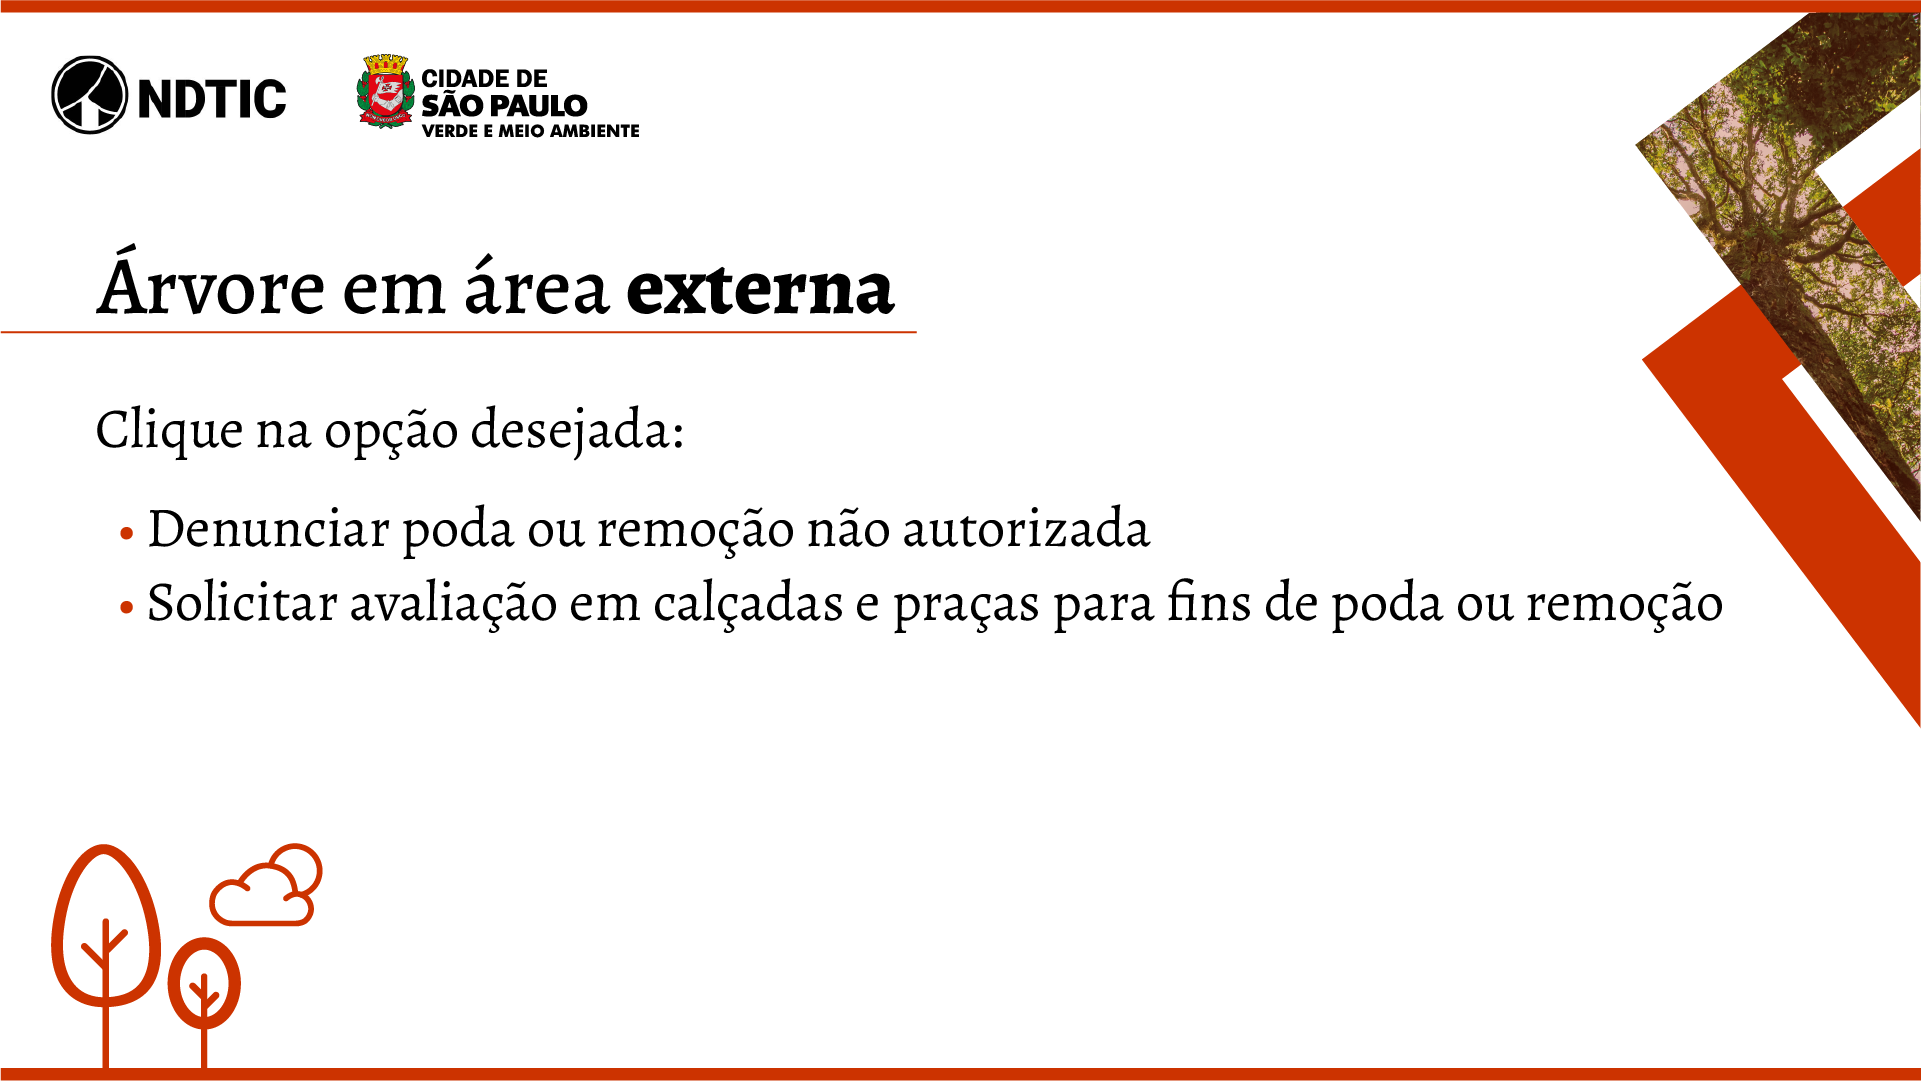 NDTIC
CIDADE DE
SÃO PAULO
VERDE E MEIO AMBIENTE
Árvore em área externa
Clique na opção desejada:
• Denunciar poda ou remoção não autorizada
• Solicitar avaliação em calçadas e praças para fins de poda ou remoção